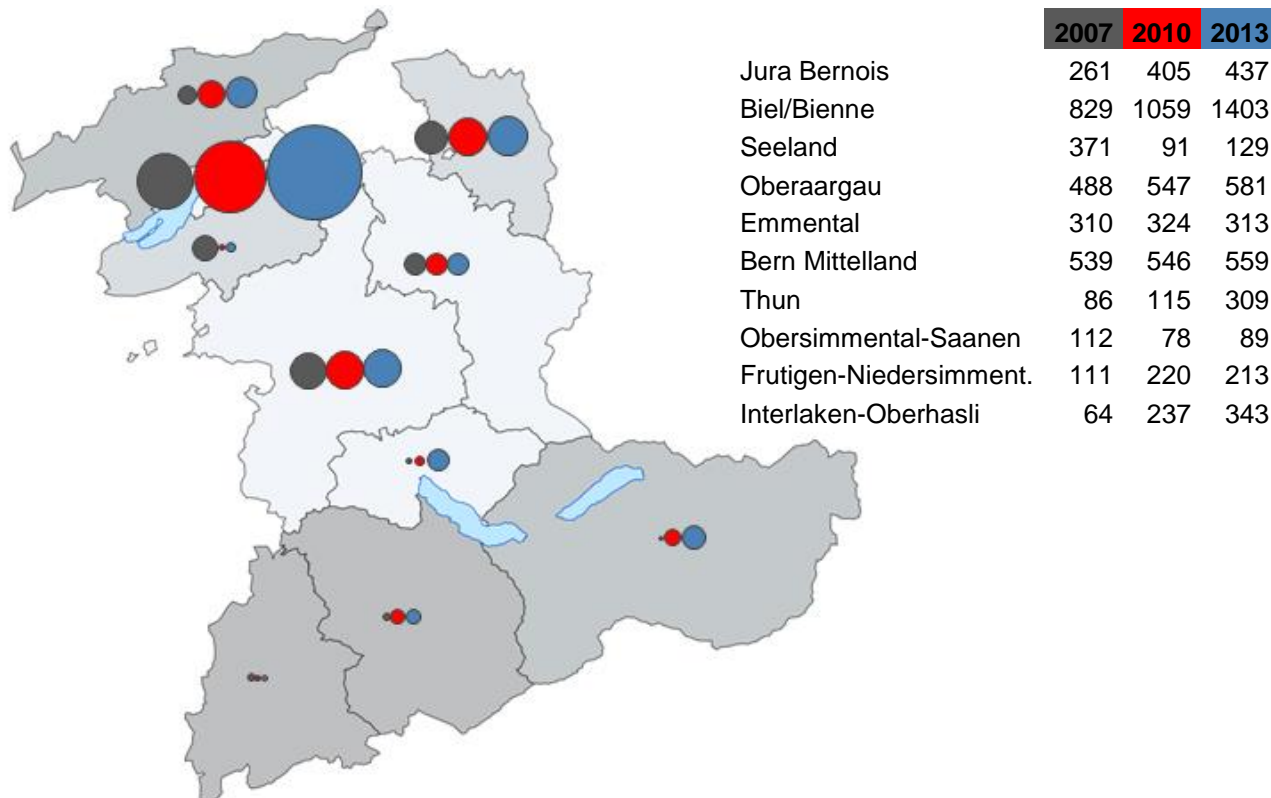 2007 2010 2013
Jura Bernois 261 405 437
Biel/Bienne 829 1059 1403
Seeland 371 91 129
Oberaargau 488 547 581
Emmental 310 324 313
Bern Mittelland 539 546 559
Thun 86 115 309
Obersimmental-Saanen 112 78 89
Frutigen-Niedersimment. 111 220 213
Interlaken-Oberhasli 64 237 343